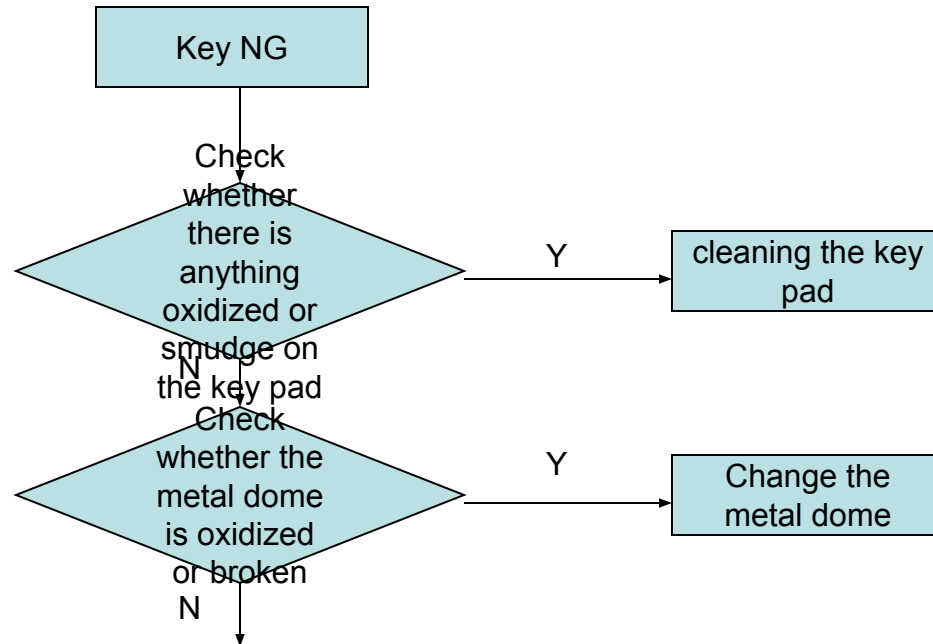 Key NG
Check
whether
there is
anything
oxidized or
smudge on
the key pad
Y
cleaning the key
pad
N
Check
whether the
metal dome
is oxidized
or broken
Y
Change the
metal dome
N